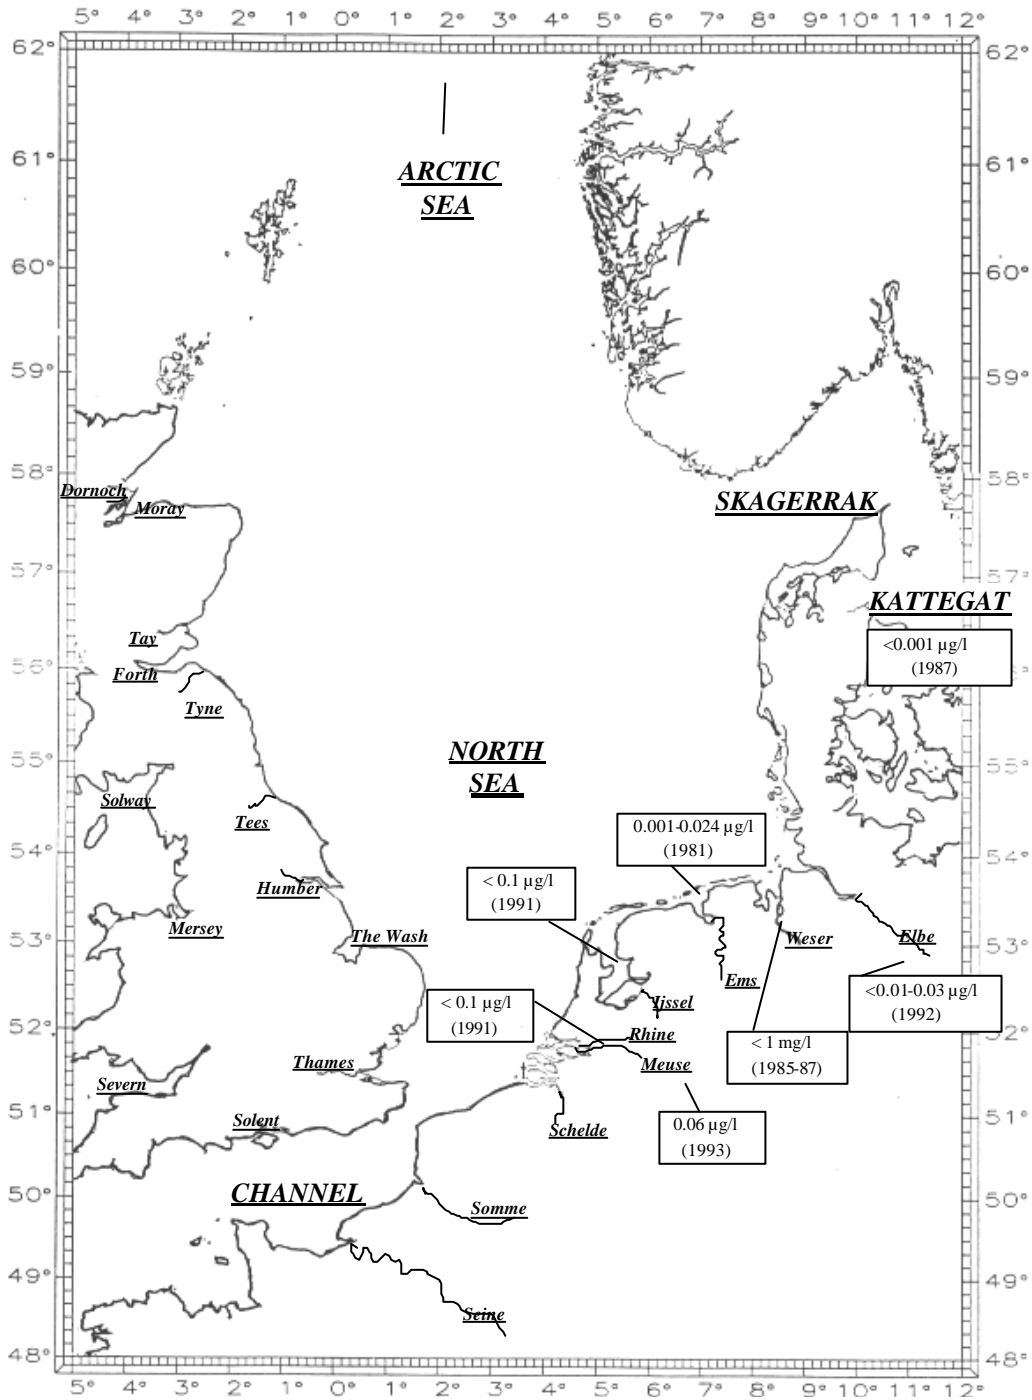 5° 4° 3° 2° 1° 0° 1° 2° 3° 4° 5° 6° 7° 8° 9° 10° 11° 12°
62° 62°
61° 61°
ARCTIC
SEA
60° 60°
59° 59°
58° 58°
Dornoch
Moray
SKAGERRAK
57° 57°
KATTEGAT
Tay
<0.001 µg/l
(1987)
56° 56°
Forth
Tyne
NORTH
SEA
55° 55°
Solway
Tees
0.001-0.024 µg/l
(1981)
54° 54°
Humber
< 0.1 µg/l
(1991)
Mersey
The Wash
Weser
Elbe
53° 53°
Ems
<0.01-0.03 µg/l
(1992)
Ijssel
< 0.1 µg/l
(1991)
52° 52°
Rhine
< 1 mg/l
(1985-87)
Thames
Meuse
Severn
51° 51°
Solent
Schelde
0.06 µg/l
(1993)
CHANNEL
50° 50°
Somme
49° 49°
Seine
48° 48°
5° 4° 3° 2° 1° 0° 1° 2° 3° 4° 5° 6° 7° 8° 9° 10° 11° 12°